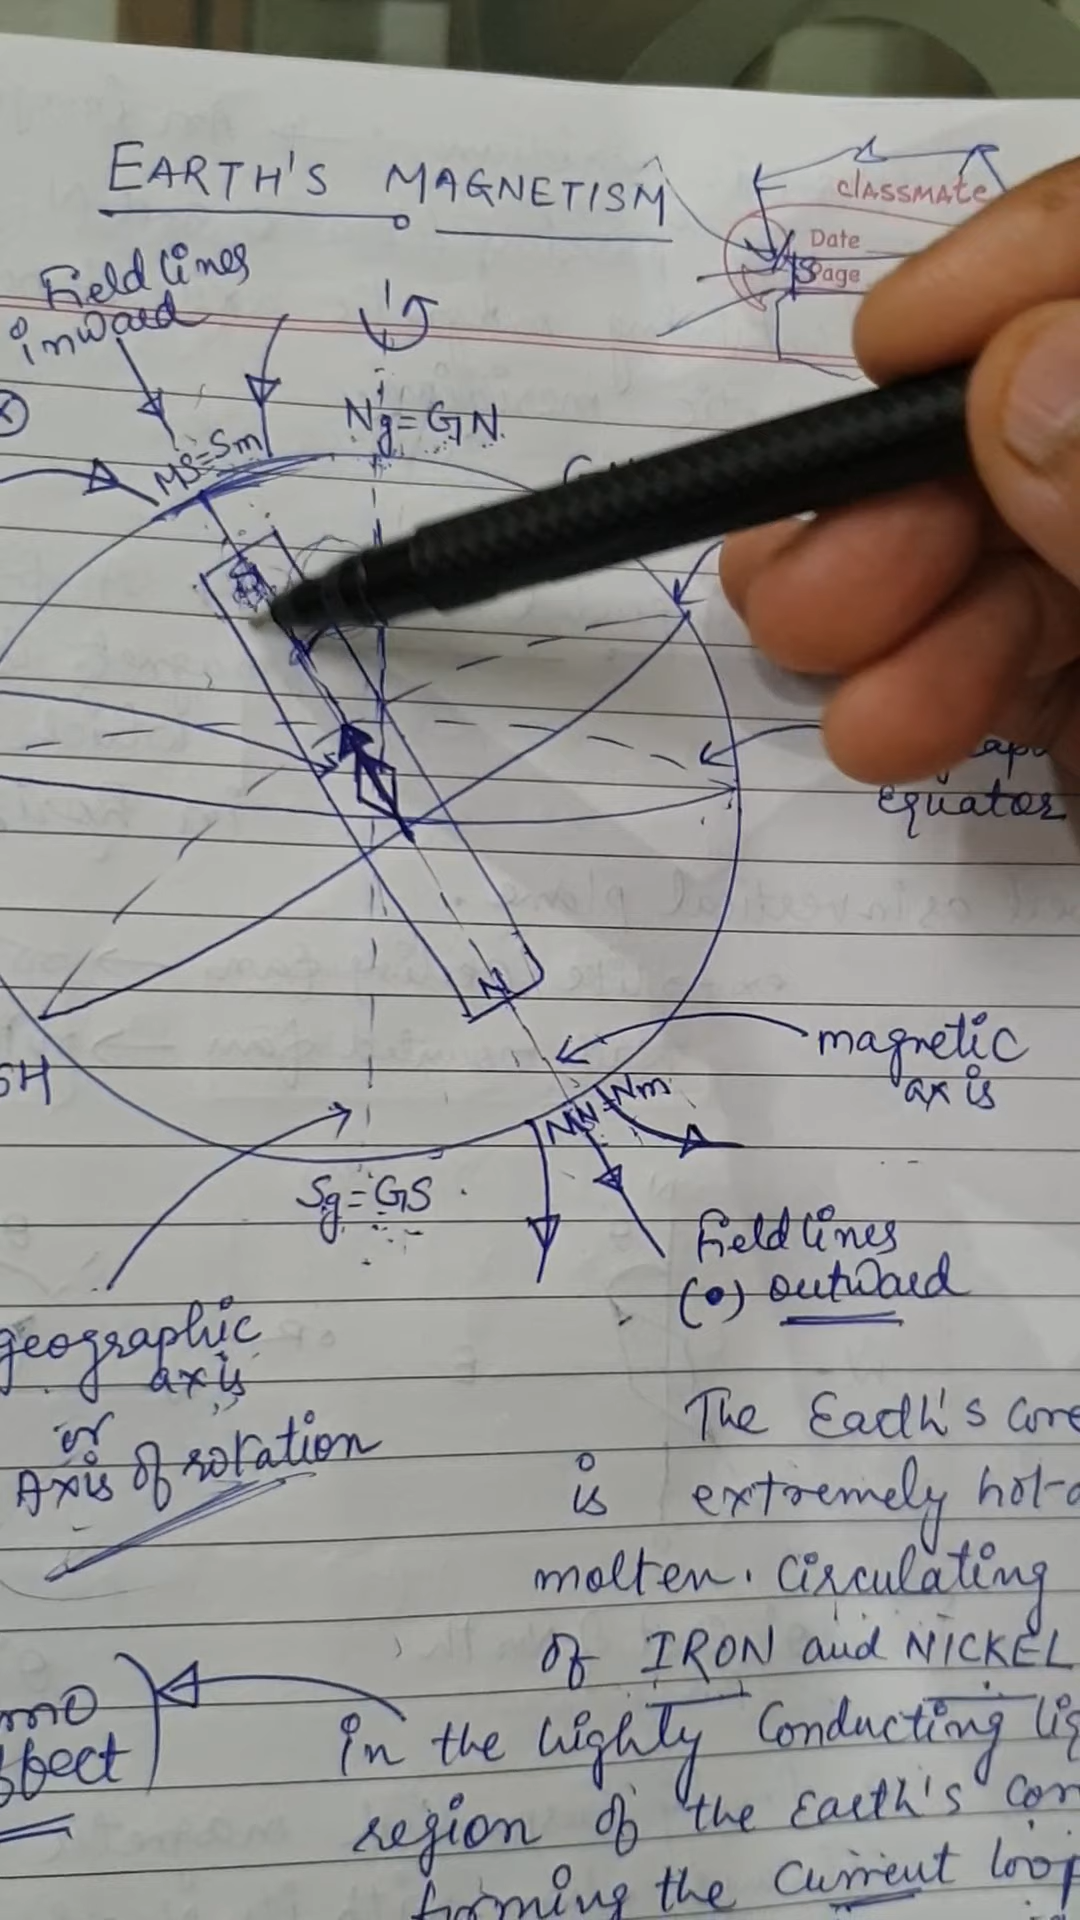 EARTH'S MAGNETISM
classmate
Date
Page
Field lines
inward
Ng = GN
MS = Sm
Equator
N
magnetic
axis
SH
MN = Nm
Sg = GS
Field lines
(•) outward
geographic
axis
or
Axis of rotation
The Earth's core
is extremely hot
molten. Circulating
of IRON and NICKEL
in the highly Conducting
region of the Earth's
forming the current